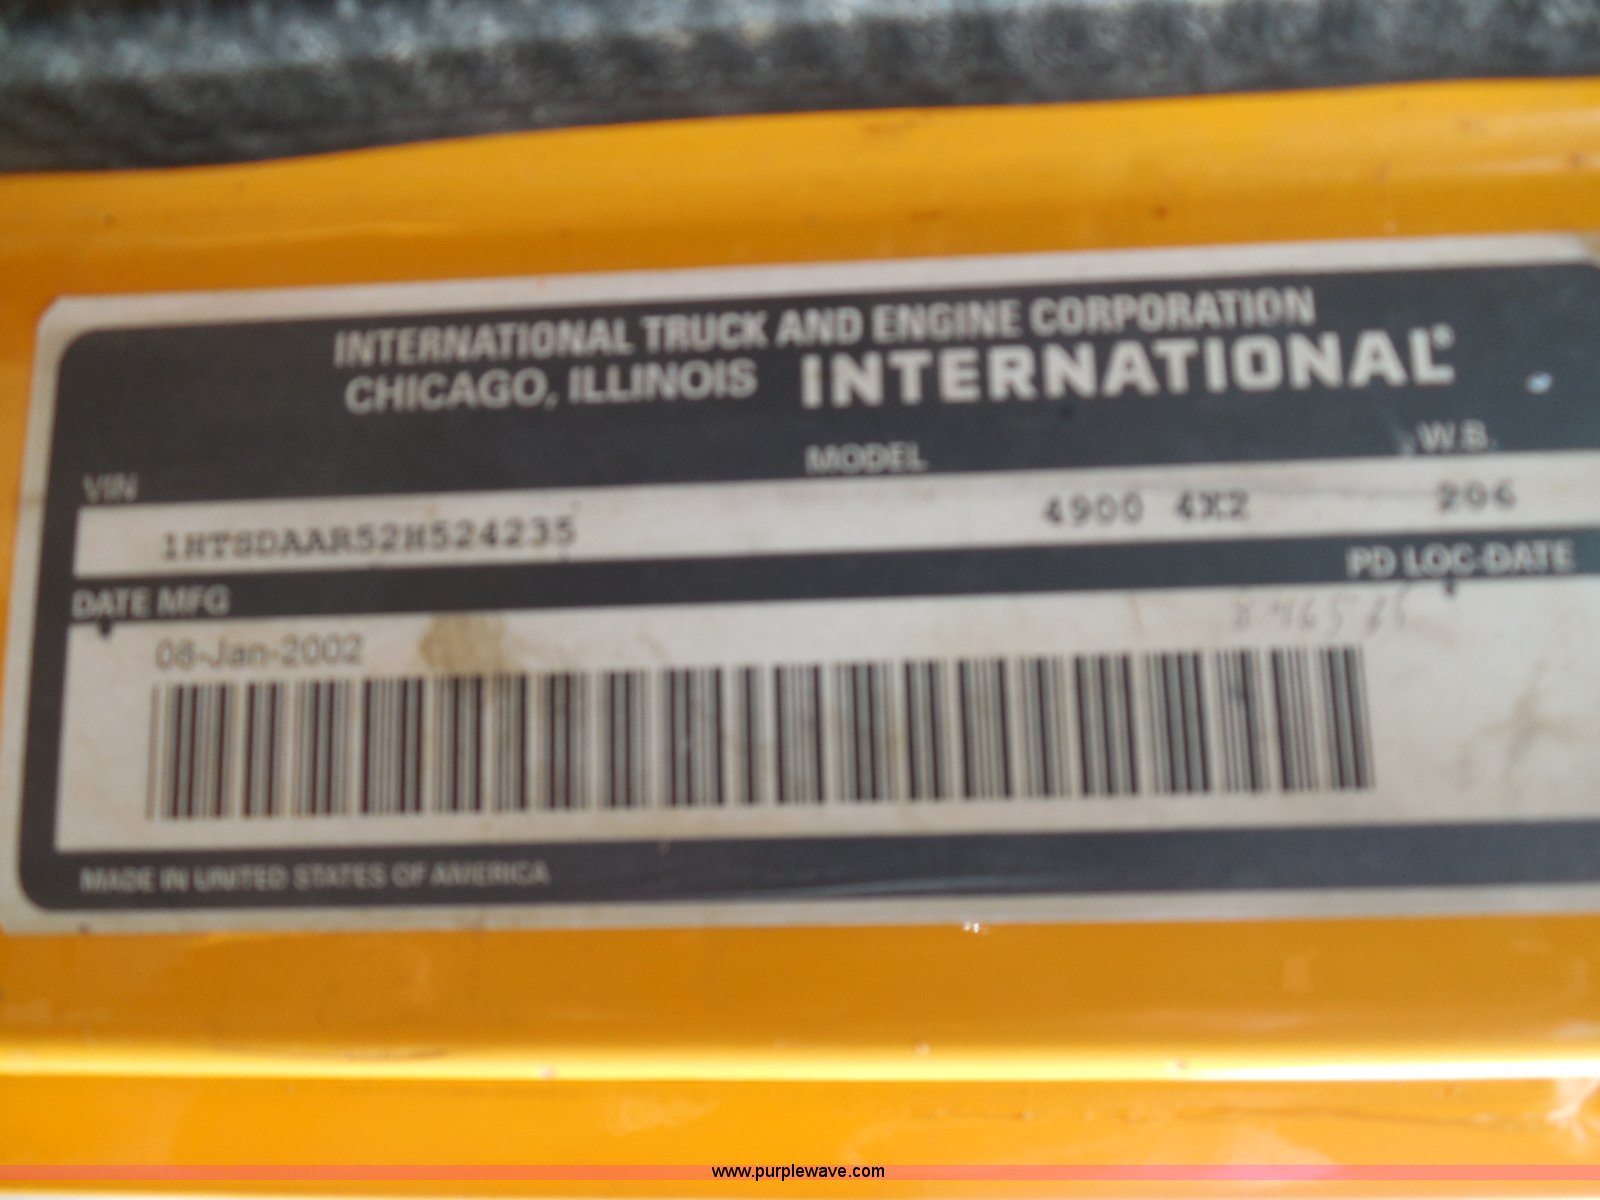 INTERNATIONAL TRUCK AND ENGINE CORPORATION
CHICAGO, ILLINOIS INTERNATIONAL®
VIN MODEL W.B.
1HTSDAAR52H524235 4900 4X2 206
DATE MFG PD LOC-DATE
08-Jan-2002
MADE IN UNITED STATES OF AMERICA
www.purplewave.com